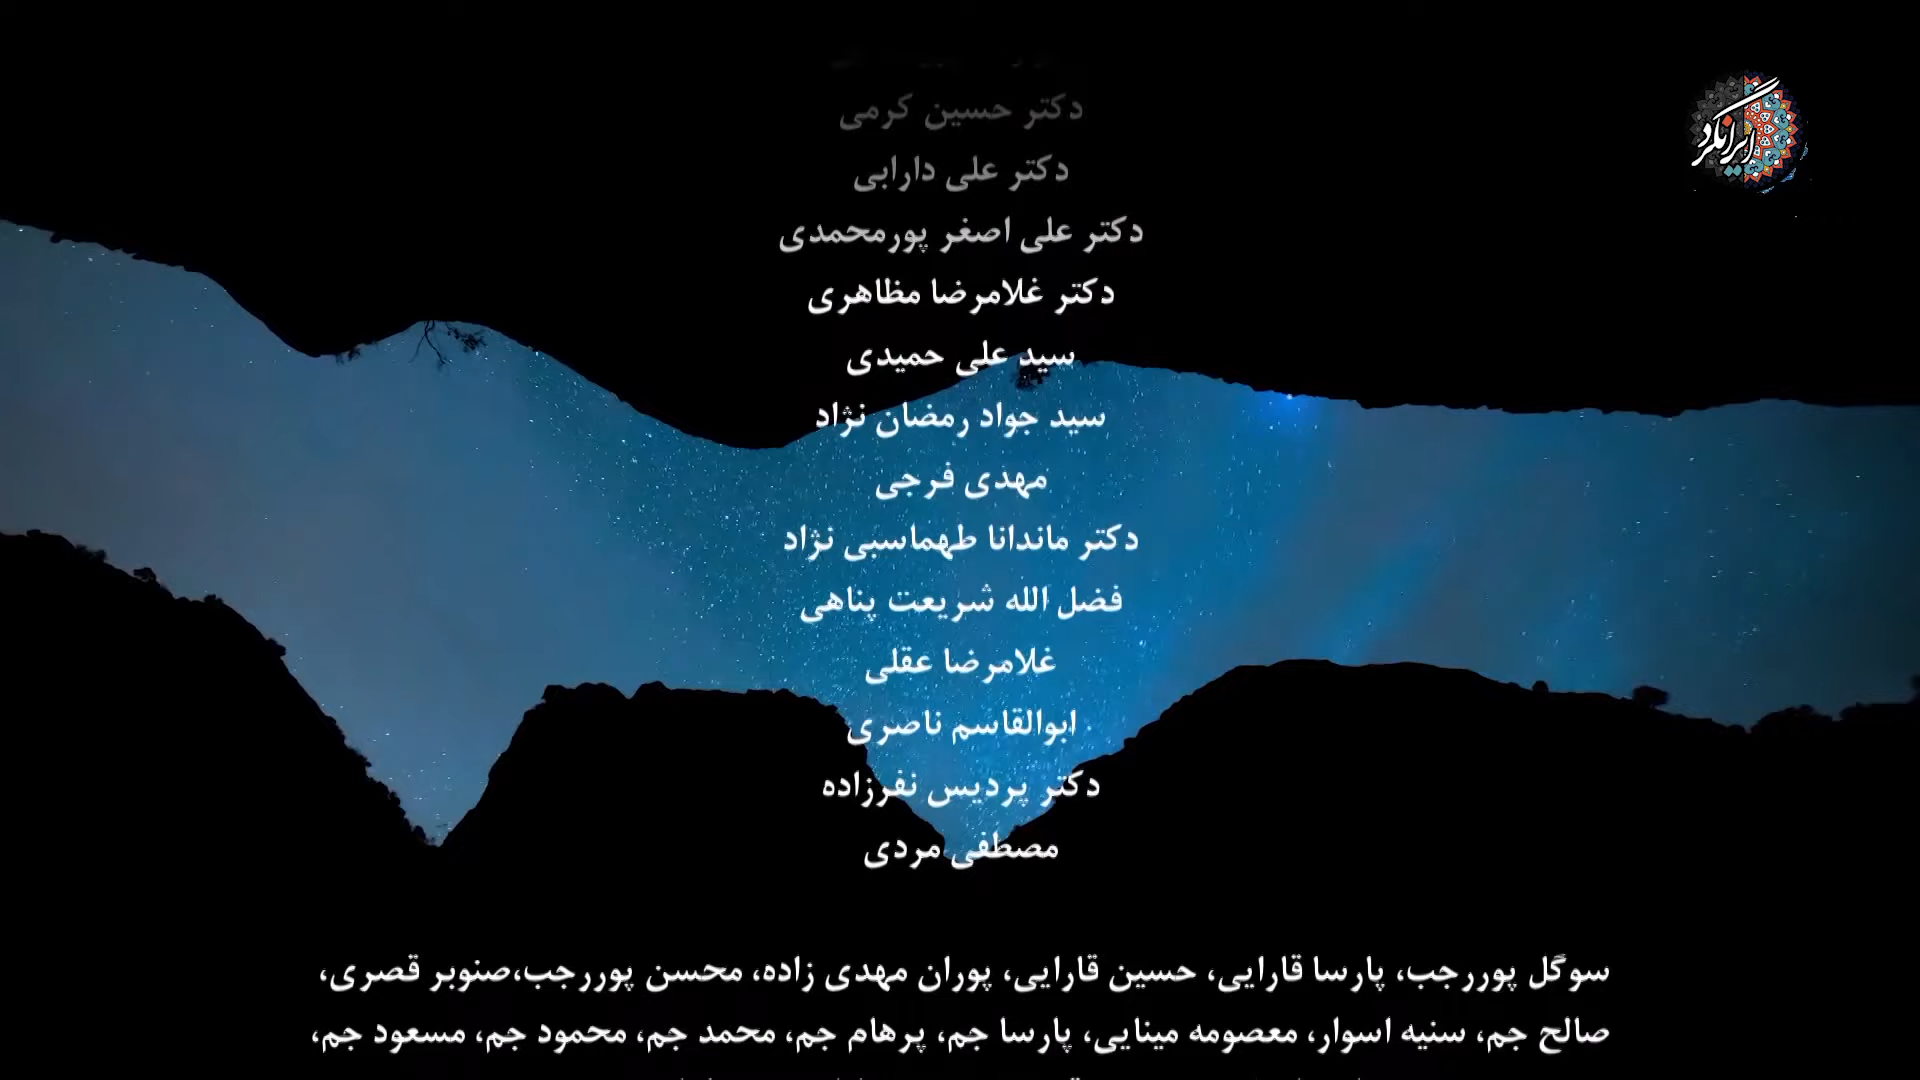 ایرانگرد
دکتر حسین کرمی
دکتر علی دارابی
دکتر علی اصغر پورمحمدی
دکتر غلامرضا مظاهری
سید علی حمیدی
سید جواد رمضان نژاد
مهدی فرجی
دکتر ماندانا طهماسبی نژاد
فضل الله شریعت پناهی
غلامرضا عقلی
ابوالقاسم ناصری
دکتر پردیس نفرزاده
مصطفی مردی
سوگل پوررجب، پارسا قارایی، حسین قارایی، پوران مهدی زاده، محسن پوررجب،صنوبر قصری،
صالح جم، سنیه اسوار، معصومه مینایی، پارسا جم، پرهام جم، محمد جم، محمود جم، مسعود جم،